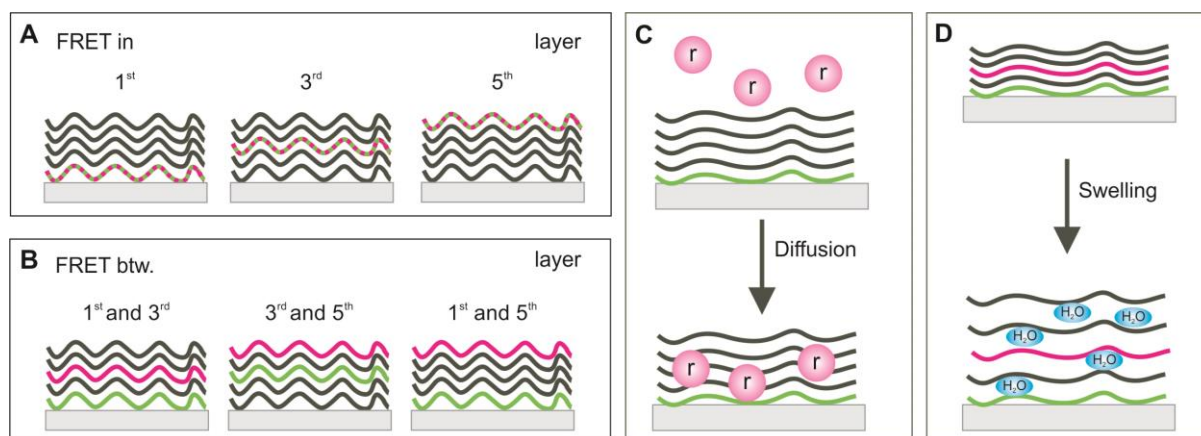 A FRET in layer
1st 3rd 5th
B FRET btw. layer
1st and 3rd 3rd and 5th 1st and 5th
C
r r r
Diffusion
r r r
D
Swelling
H₂O H₂O
H₂O
H₂O
H₂O